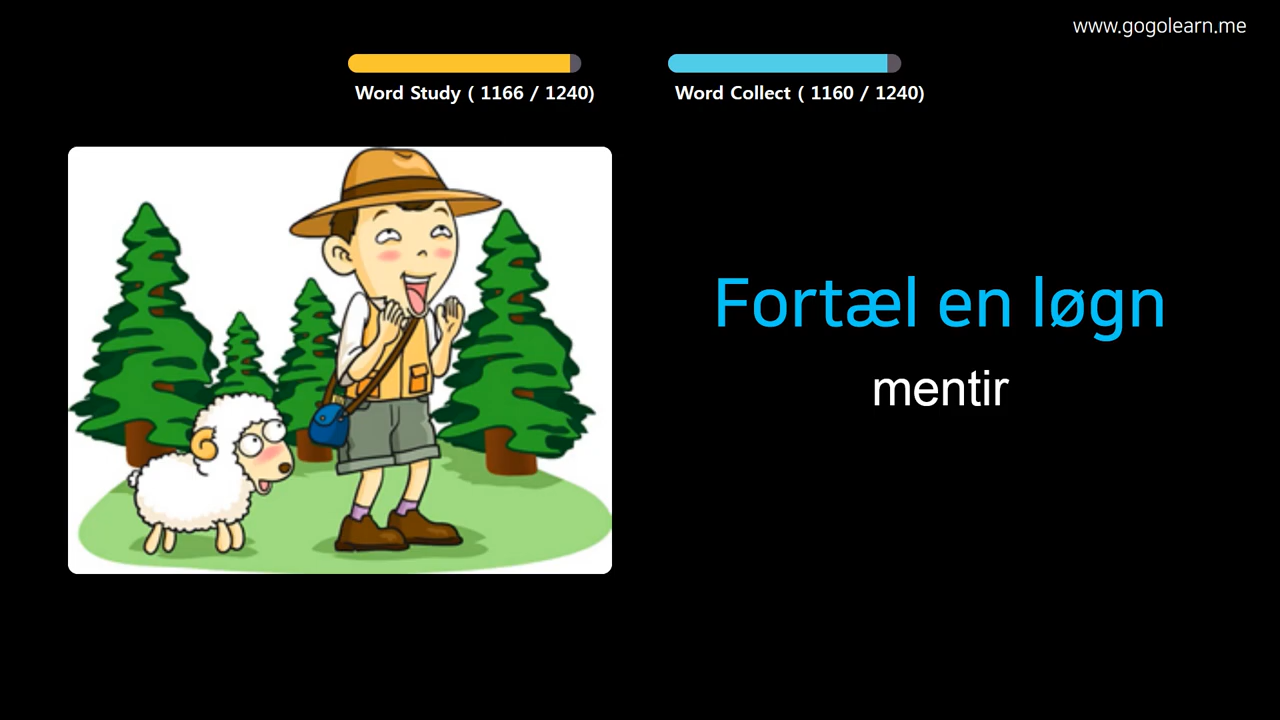 www.gogolearn.me
Word Study ( 1166 / 1240)
Word Collect ( 1160 / 1240)
Fortæl en løgn
mentir